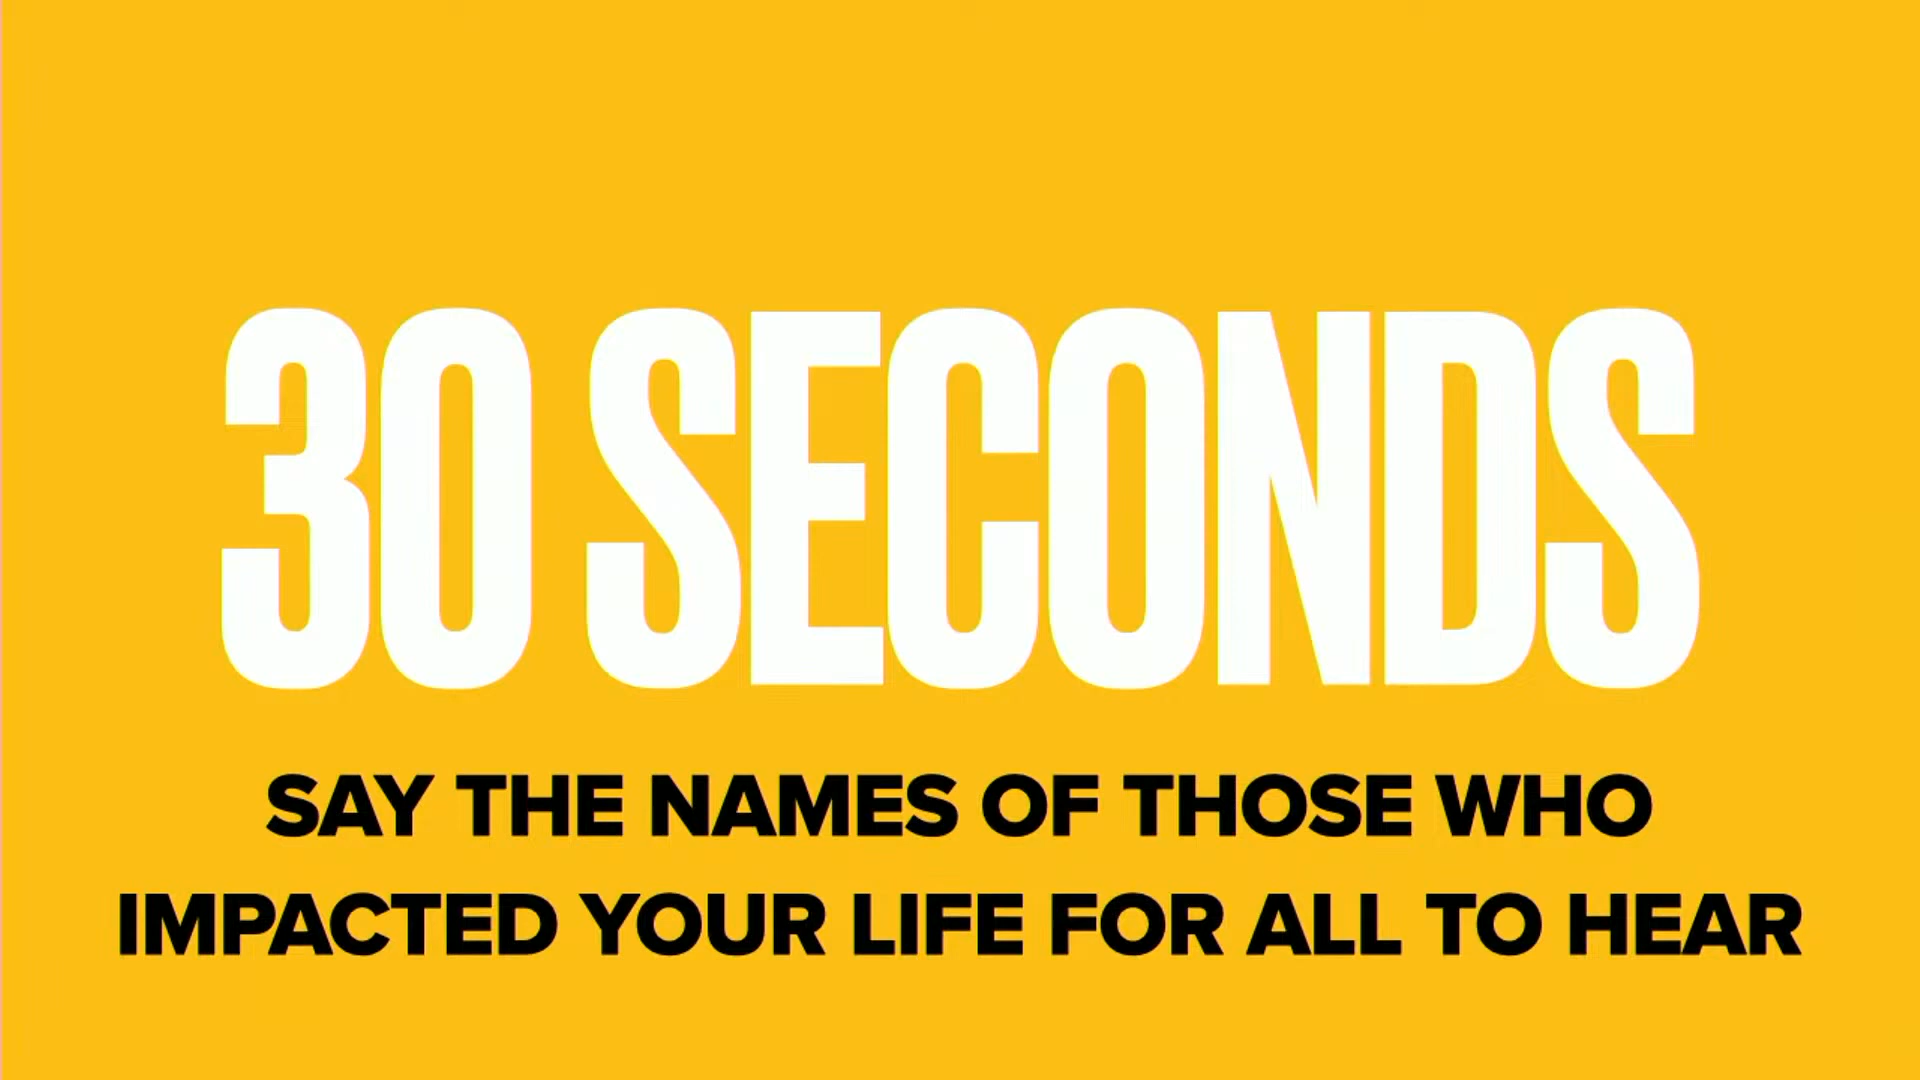 30 SECONDS
SAY THE NAMES OF THOSE WHO
IMPACTED YOUR LIFE FOR ALL TO HEAR